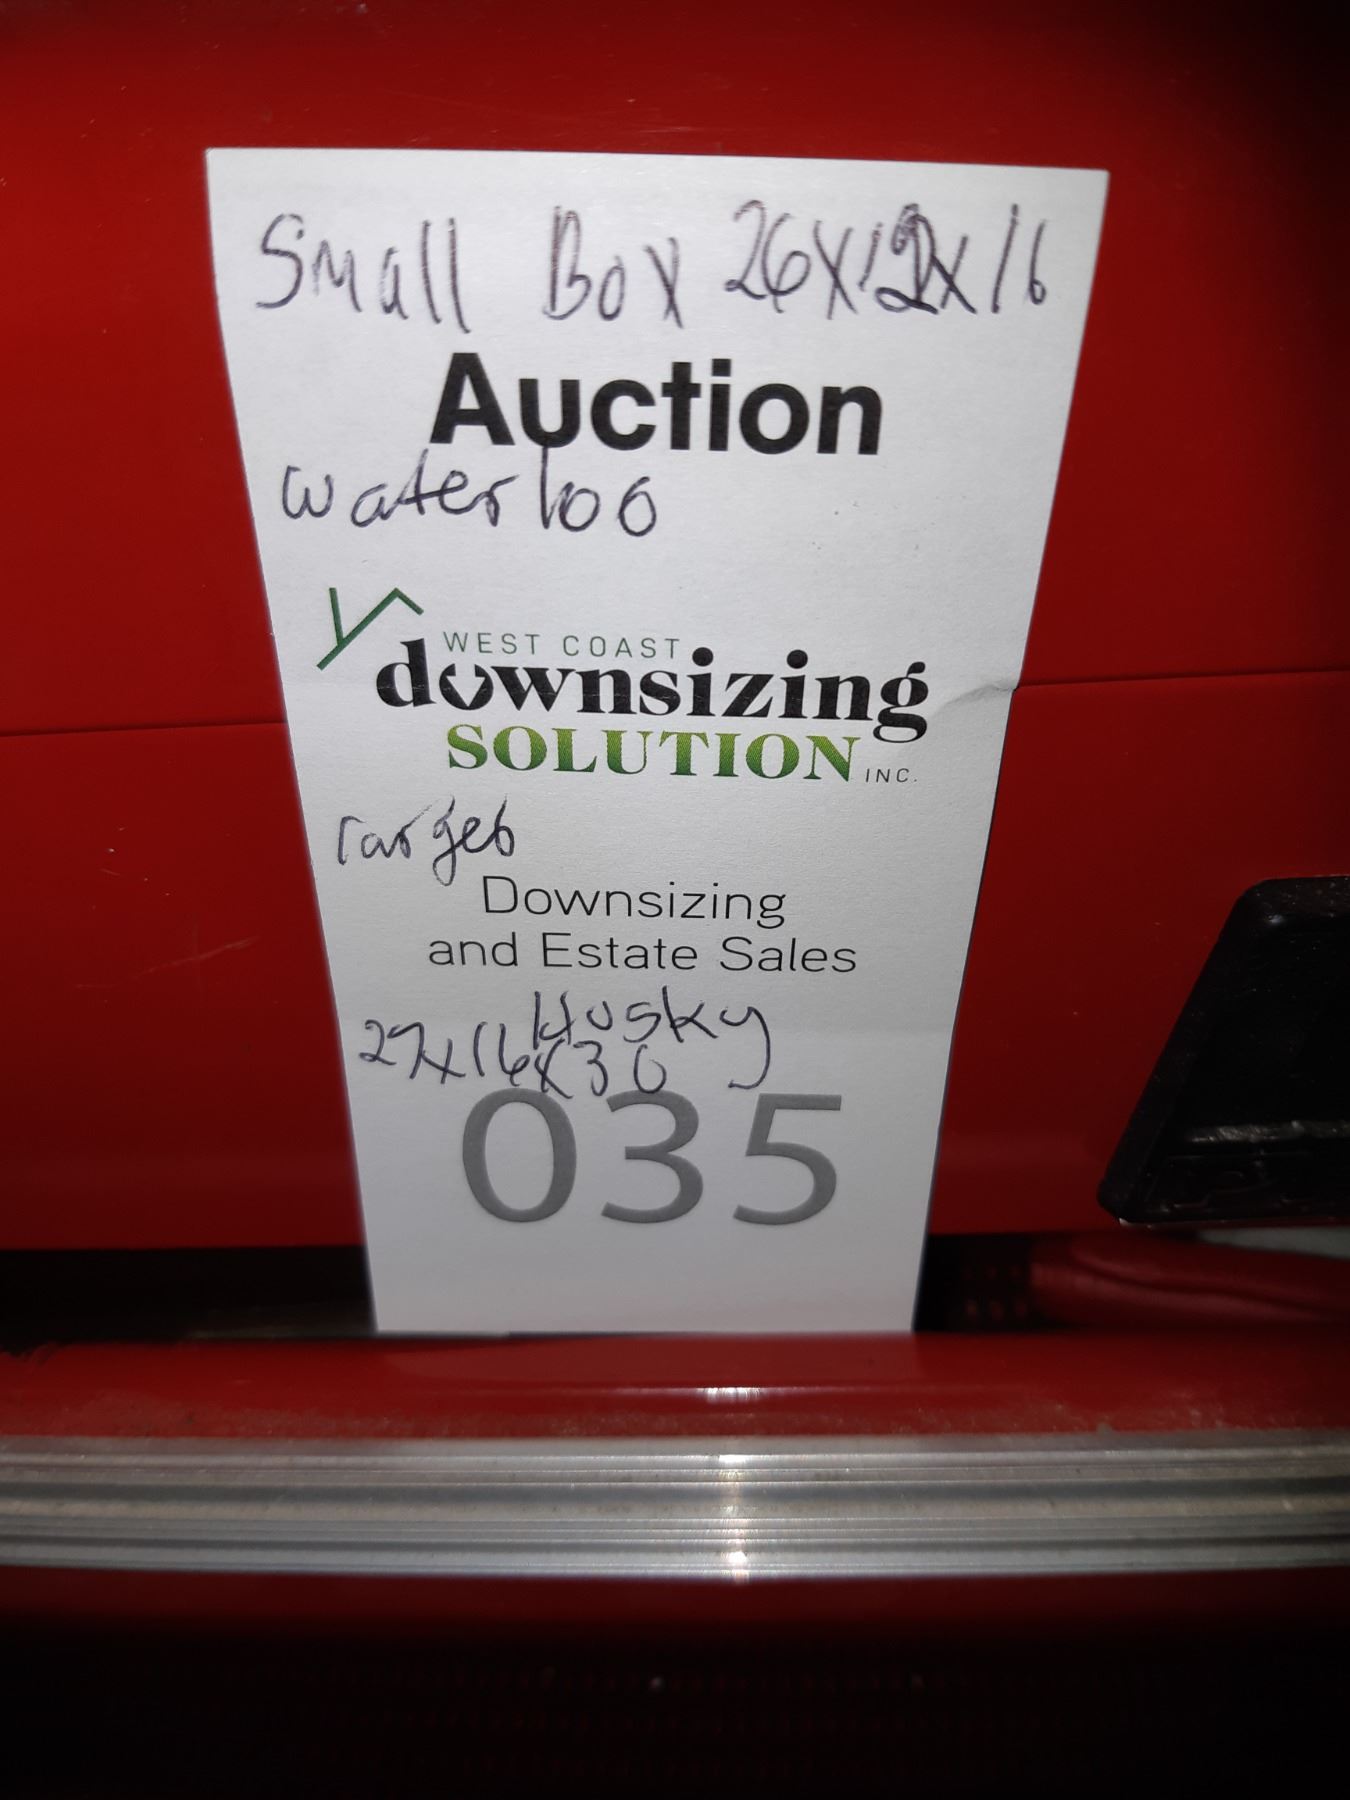 Small Box 26x12x16
Auction
waterloo
WEST COAST
downsizing
SOLUTION INC.
Downsizing
and Estate Sales
Husky
27x16x30
035